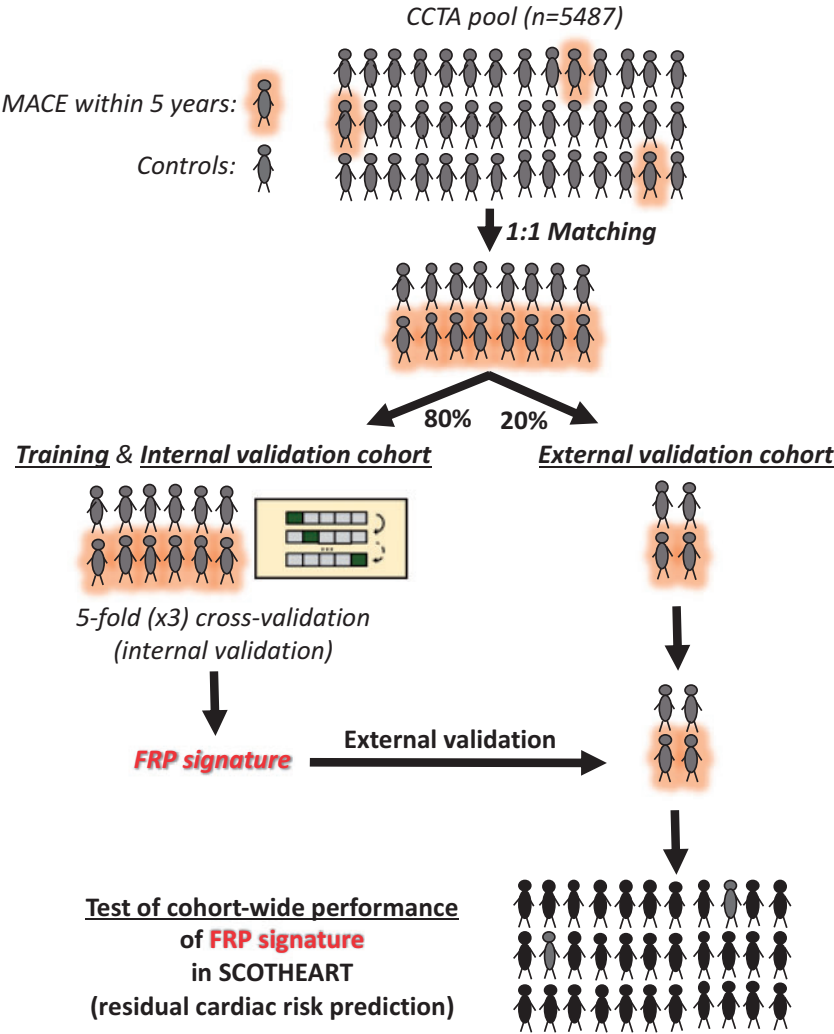 CCTA pool (n=5487)
MACE within 5 years:
Controls:
1:1 Matching
80%
20%
Training & Internal validation cohort
External validation cohort
...
5-fold (x3) cross-validation
(internal validation)
FRP signature
External validation
Test of cohort-wide performance
of FRP signature
in SCOTHEART
(residual cardiac risk prediction)